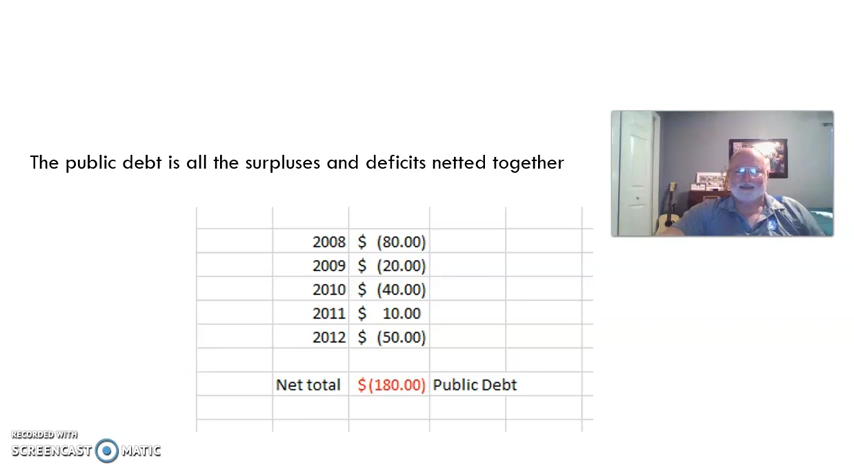 The public debt is all the surpluses and deficits netted together
2008 $ (80.00)
2009 $ (20.00)
2010 $ (40.00)
2011 $ 10.00
2012 $ (50.00)
Net total $(180.00) Public Debt
RECORDED WITH
SCREENCAST MATIC